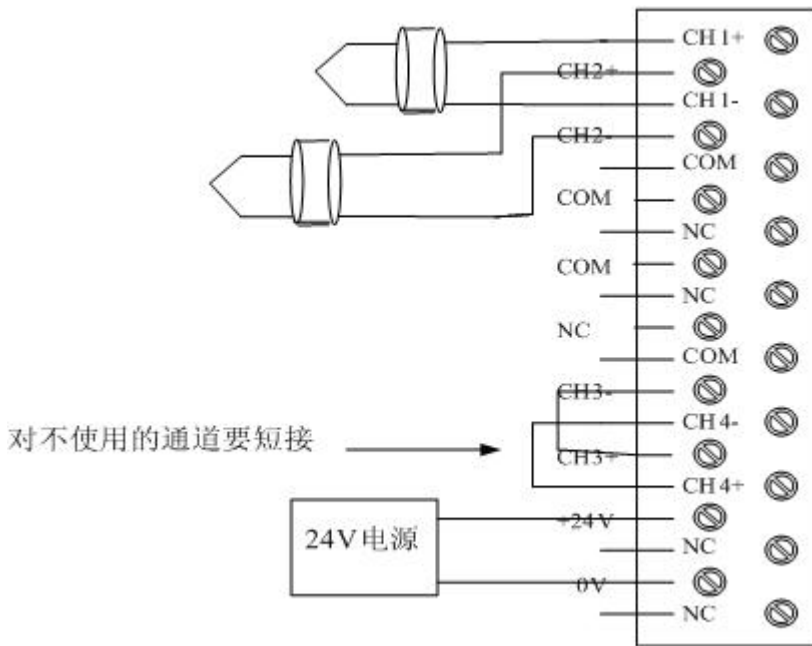 CH1+
CH2+
CH1-
CH2-
COM
COM
NC
COM
NC
NC
COM
CH3-
CH4-
对不使用的通道要短接
CH3+
CH4+
+24V
24V电源
NC
0V
NC